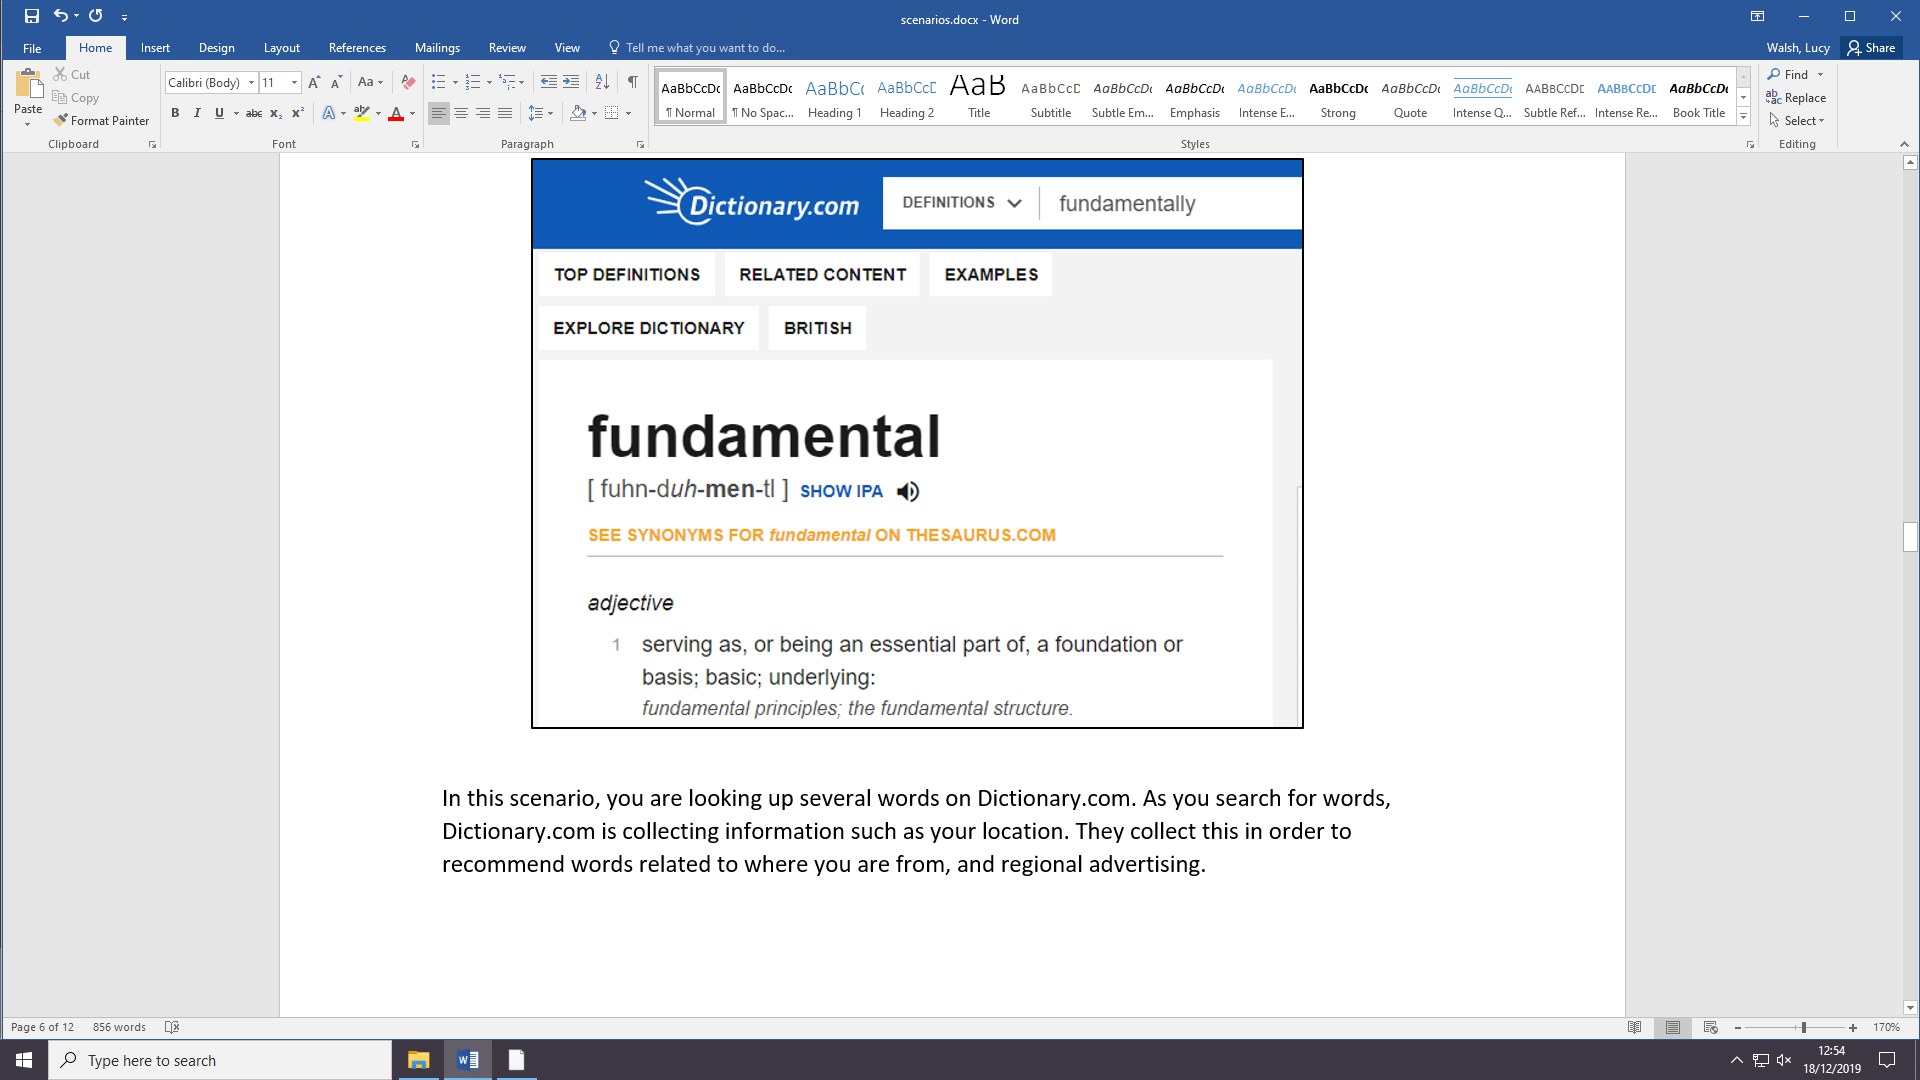 scenarios.docx - Word
File Home Insert Design Layout References Mailings Review View Tell me what you want to do... Walsh, Lucy Share
Paste Cut Copy Format Painter
Calibri (Body) 11
AaBbCcDc AaBbCcDc AaBbCc AaBbCcD AaB AaBbCcD AaBbCcDc AaBbCcDc AaBbCcDc AaBbCcDc AaBbCcDc AaBbCcDc AABBCCDD AABBCCDD AaBbCcDc
¶ Normal ¶ No Spac... Heading 1 Heading 2 Title Subtitle Subtle Em... Emphasis Intense E... Strong Quote Intense Q... Subtle Ref... Intense Re... Book Title
Find Replace Select
Clipboard Font Paragraph Styles Editing
Dictionary.com DEFINITIONS fundamentally
TOP DEFINITIONS RELATED CONTENT EXAMPLES
EXPLORE DICTIONARY BRITISH
fundamental
[ fuhn-duh-men-tl ] SHOW IPA
SEE SYNONYMS FOR fundamental ON THESAURUS.COM
adjective
1 serving as, or being an essential part of, a foundation or
basis; basic; underlying:
fundamental principles; the fundamental structure.
In this scenario, you are looking up several words on Dictionary.com. As you search for words,
Dictionary.com is collecting information such as your location. They collect this in order to
recommend words related to where you are from, and regional advertising.
Page 6 of 12 856 words 170%
Type here to search
12:54
18/12/2019